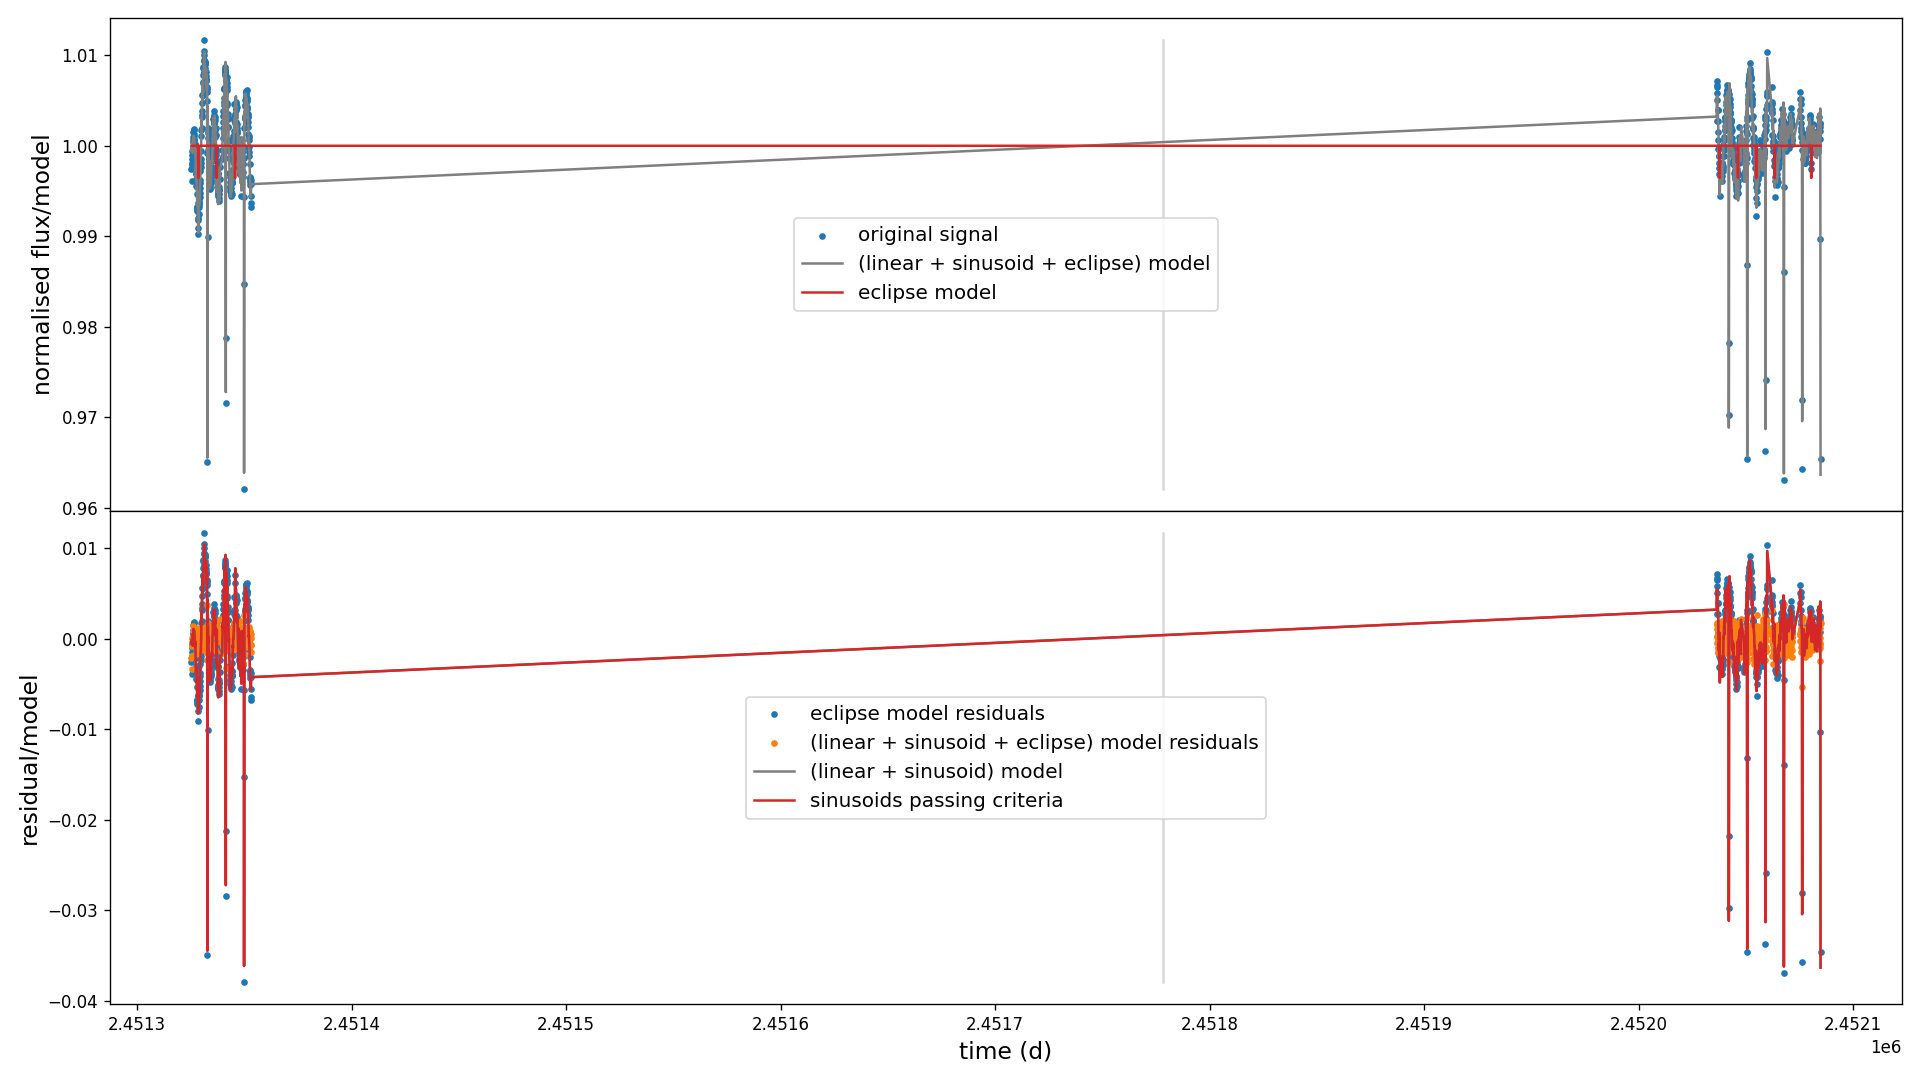 normalised flux/model
1.01
1.00
0.99
0.98
0.97
0.96
original signal
(linear + sinusoid + eclipse) model
eclipse model
residual/model
0.01
0.00
−0.01
−0.02
−0.03
−0.04
eclipse model residuals
(linear + sinusoid + eclipse) model residuals
(linear + sinusoid) model
sinusoids passing criteria
2.4513 2.4514 2.4515 2.4516 2.4517 2.4518 2.4519 2.4520 2.4521
1e6
time (d)